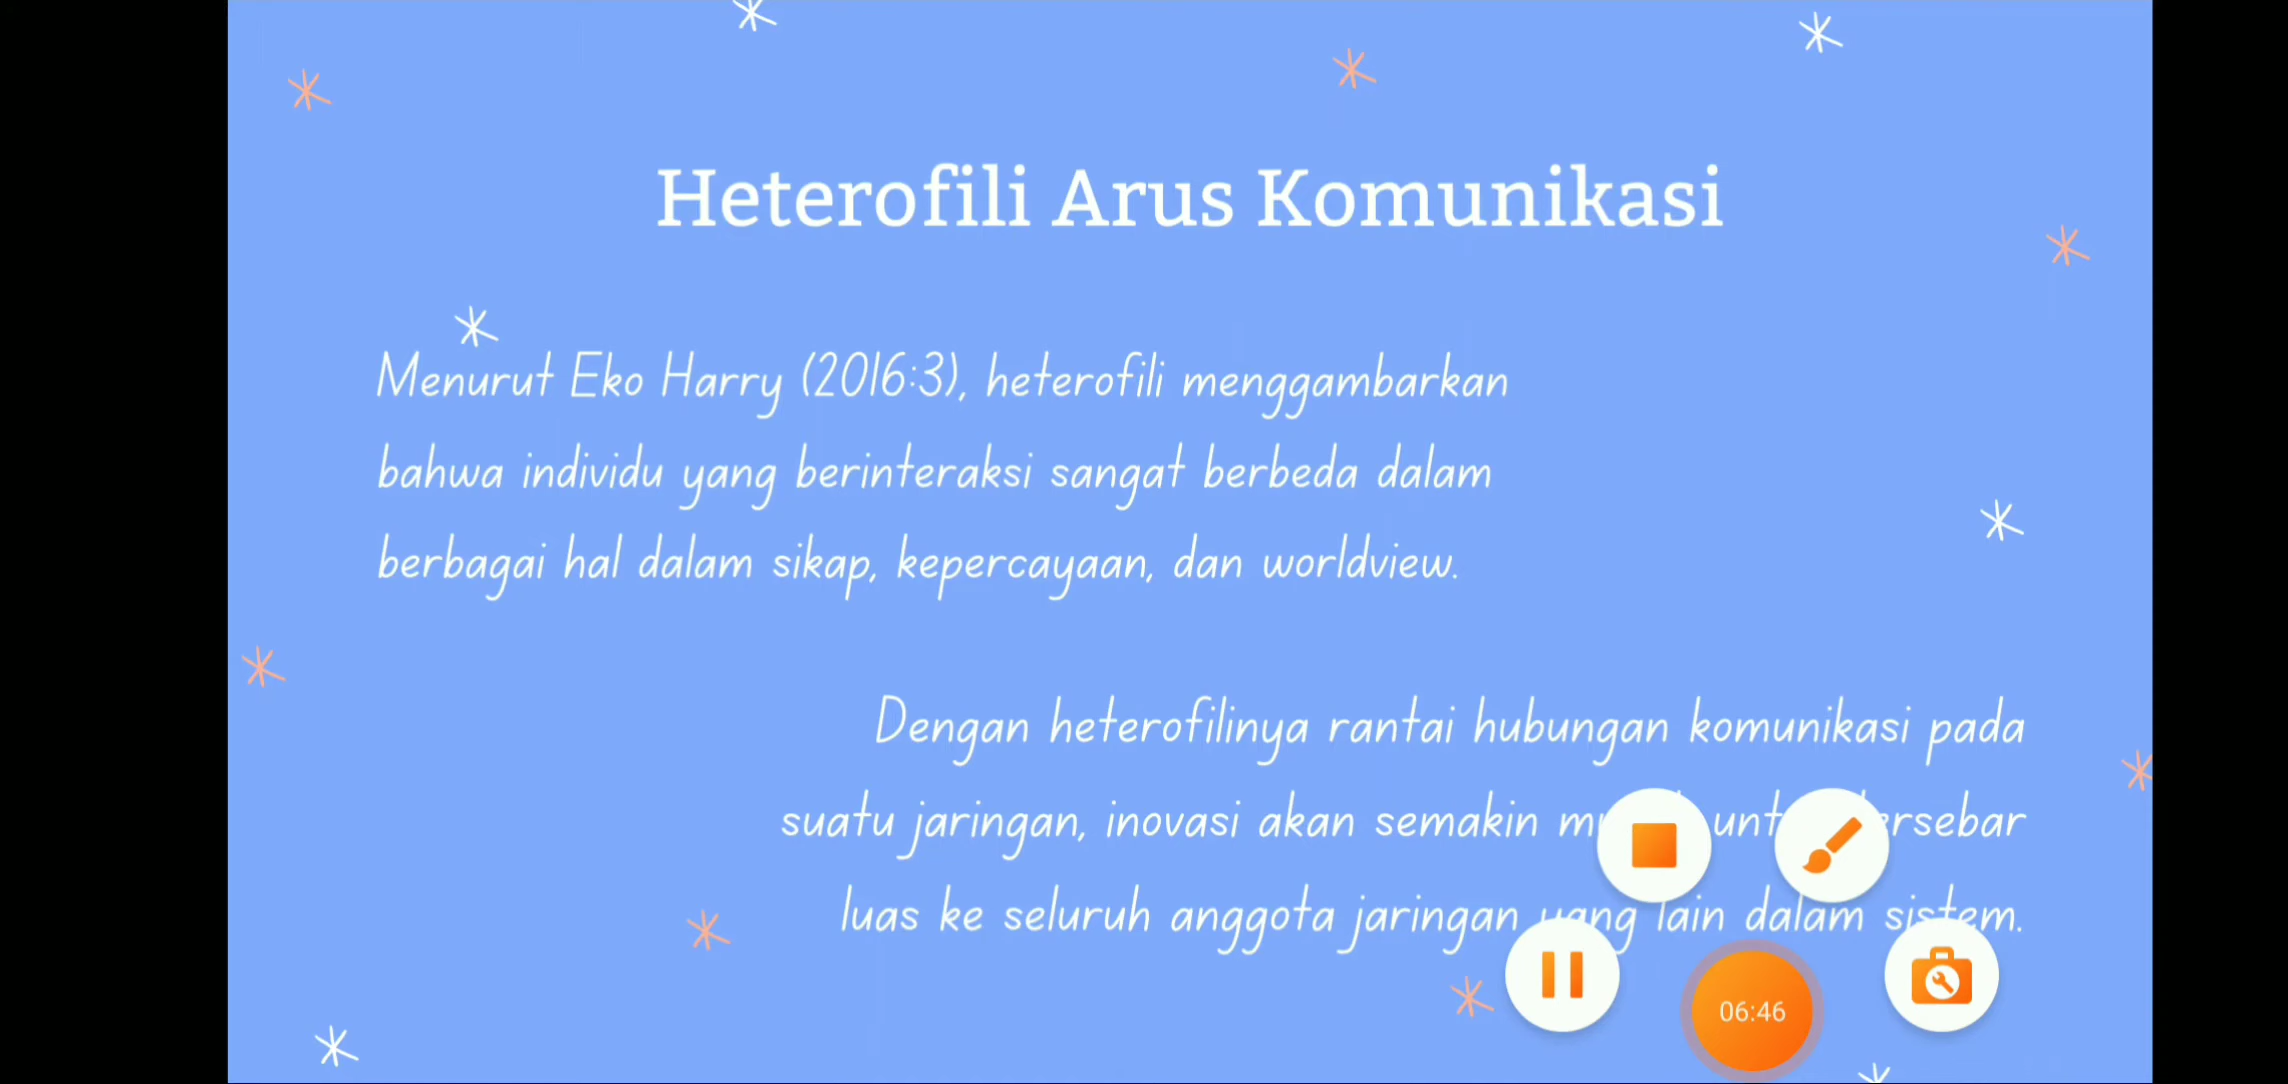 Heterofili Arus Komunikasi
Menurut Eko Harry (2016:3), heterofili menggambarkan
bahwa individu yang berinteraksi sangat berbeda dalam
berbagai hal dalam sikap, kepercayaan, dan worldview.
Dengan heterofilinya rantai hubungan komunikasi pada
suatu jaringan, inovasi akan semakin
luas ke seluruh anggota jaringan yang lain dalam sistem.
06:46